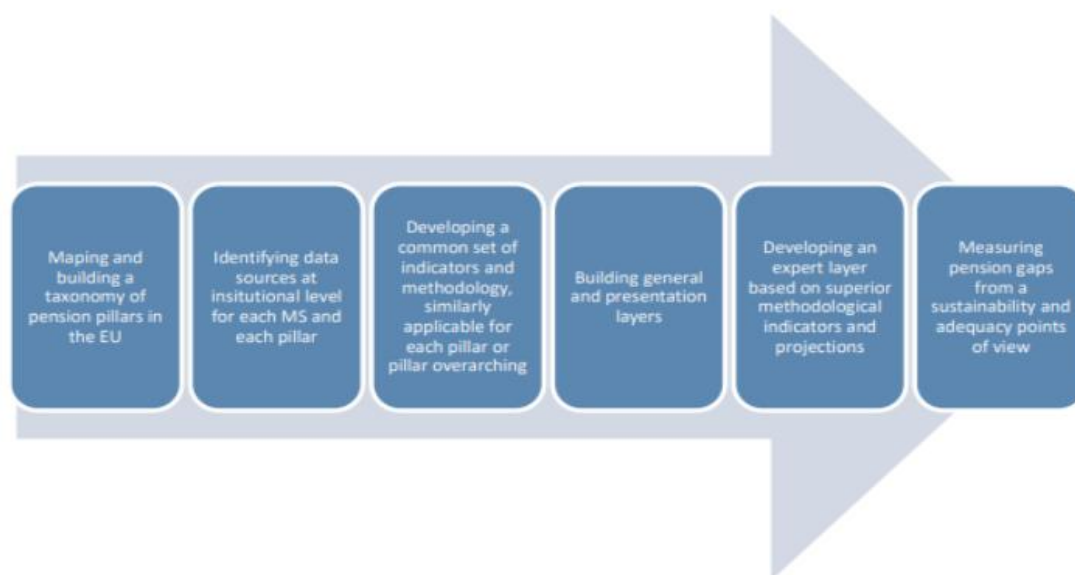 Maping and
building a
taxonomy of
pension pillars in
the EU
Identifying data
sources at
insitutional level
for each MS and
each pillar
Developing a
common set of
indicators and
methodology,
similarly
applicable for
each pillar or
pillar overarching
Building general
and presentation
layers
Developing an
expert layer
based on superior
methodological
indicators and
projections
Measuring
pension gaps
from a
sustainability and
adequacy points
of view